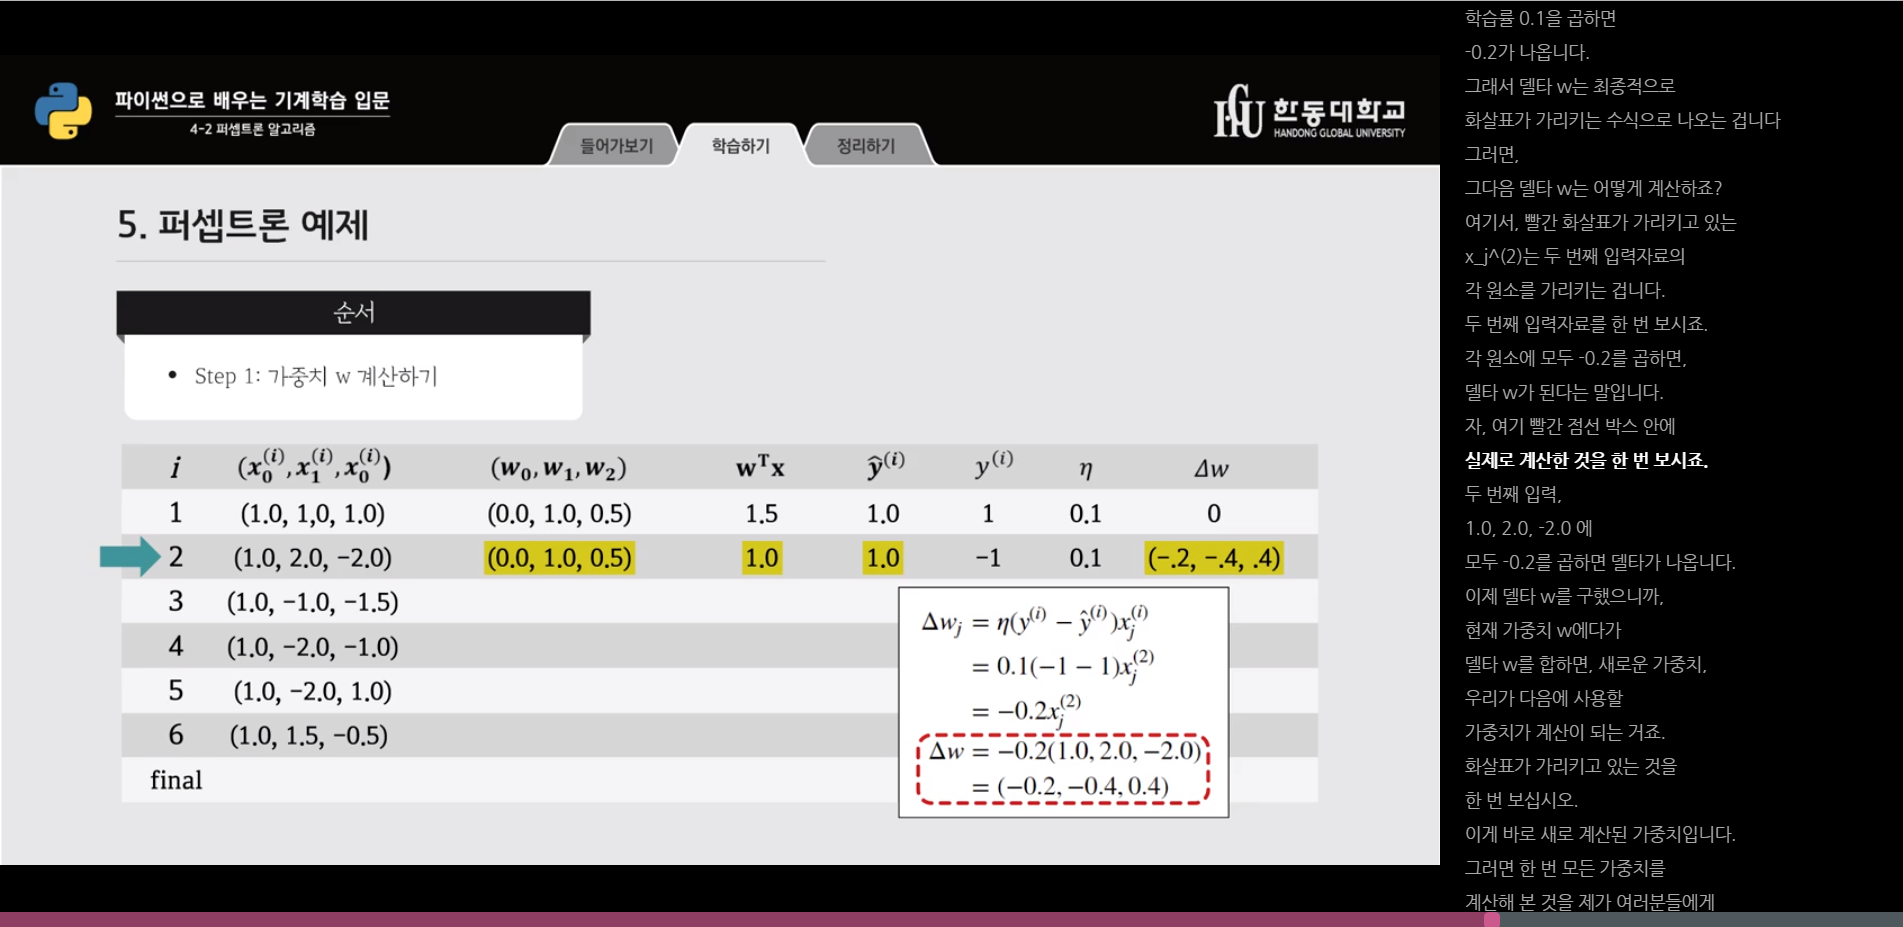 파이썬으로 배우는 기계학습 입문
4-2 퍼셉트론 알고리즘
들어가보기
학습하기
정리하기
HGU 한동대학교
HANDONG GLOBAL UNIVERSITY
5. 퍼셉트론 예제
순서
• Step 1: 가중치 w 계산하기
i (x₀⁽ⁱ⁾, x₁⁽ⁱ⁾, x₀⁽ⁱ⁾) (w₀, w₁, w₂) wᵀx ŷ⁽ⁱ⁾ y⁽ⁱ⁾ η Δw
1 (1.0, 1,0, 1.0) (0.0, 1.0, 0.5) 1.5 1.0 1 0.1 0
2 (1.0, 2.0, −2.0) (0.0, 1.0, 0.5) 1.0 1.0 −1 0.1 (−.2, −.4, .4)
3 (1.0, −1.0, −1.5)
4 (1.0, −2.0, −1.0)
5 (1.0, −2.0, 1.0)
6 (1.0, 1.5, −0.5)
final
Δwⱼ = η(y⁽ⁱ⁾ − ŷ⁽ⁱ⁾)xⱼ⁽ⁱ⁾
= 0.1(−1 − 1)xⱼ⁽²⁾
= −0.2xⱼ⁽²⁾
Δw = −0.2(1.0, 2.0, −2.0)
= (−0.2, −0.4, 0.4)
학습률 0.1을 곱하면
-0.2가 나옵니다.
그래서 델타 w는 최종적으로
화살표가 가리키는 수식으로 나오는 겁니다
그러면,
그다음 델타 w는 어떻게 계산하죠?
여기서, 빨간 화살표가 가리키고 있는
x_j^(2)는 두 번째 입력자료의
각 원소를 가리키는 겁니다.
두 번째 입력자료를 한 번 보시죠.
각 원소에 모두 -0.2를 곱하면,
델타 w가 된다는 말입니다.
자, 여기 빨간 점선 박스 안에
실제로 계산한 것을 한 번 보시죠.
두 번째 입력,
1.0, 2.0, -2.0 에
모두 -0.2를 곱하면 델타가 나옵니다.
이제 델타 w를 구했으니까,
현재 가중치 w에다가
델타 w를 합하면, 새로운 가중치,
우리가 다음에 사용할
가중치가 계산이 되는 거죠.
화살표가 가리키고 있는 것을
한 번 보십시오.
이게 바로 새로 계산된 가중치입니다.
그러면 한 번 모든 가중치를
계산해 본 것을 제가 여러분들에게